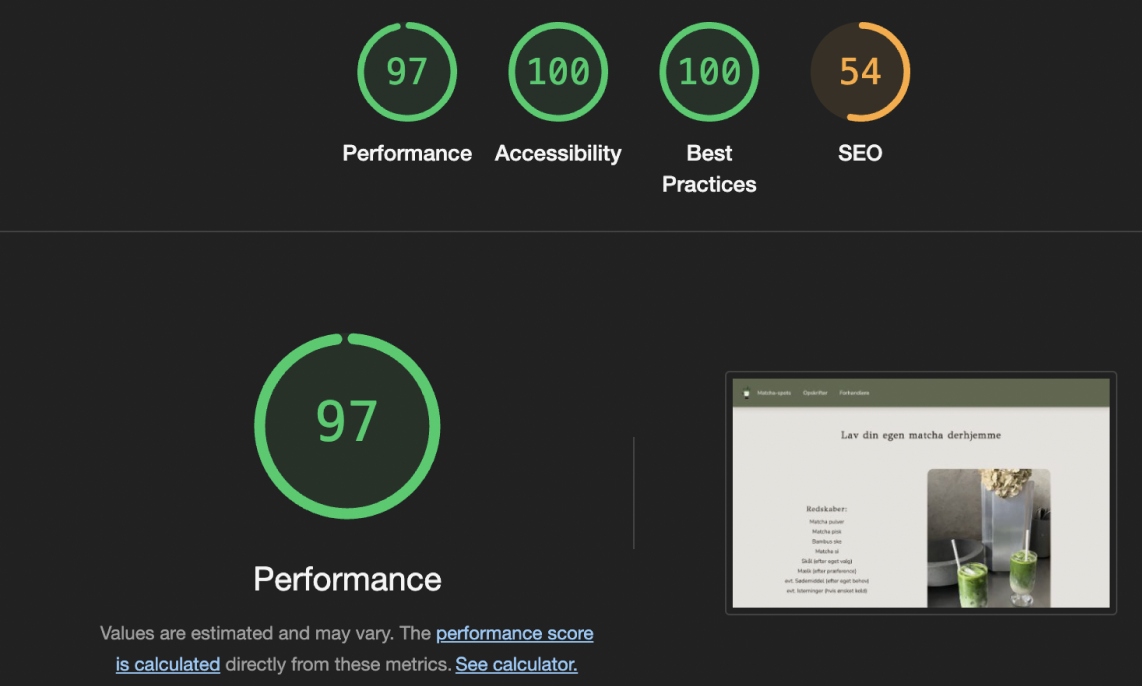 97
100
100
54
Performance
Accessibility
Best
Practices
SEO
97
Performance
Values are estimated and may vary. The performance score
is calculated directly from these metrics. See calculator.
Matcha-spots
Opskrifter
Forhandlere
Lav din egen matcha derhjemme
Redskaber:
Matcha pulver
Matcha pisk
Bambus ske
Matcha si
Skål (efter eget valg)
Mælk (efter præference)
evt. Sødemiddel (efter eget behov)
evt. Isterninger (hvis ønsket kold)